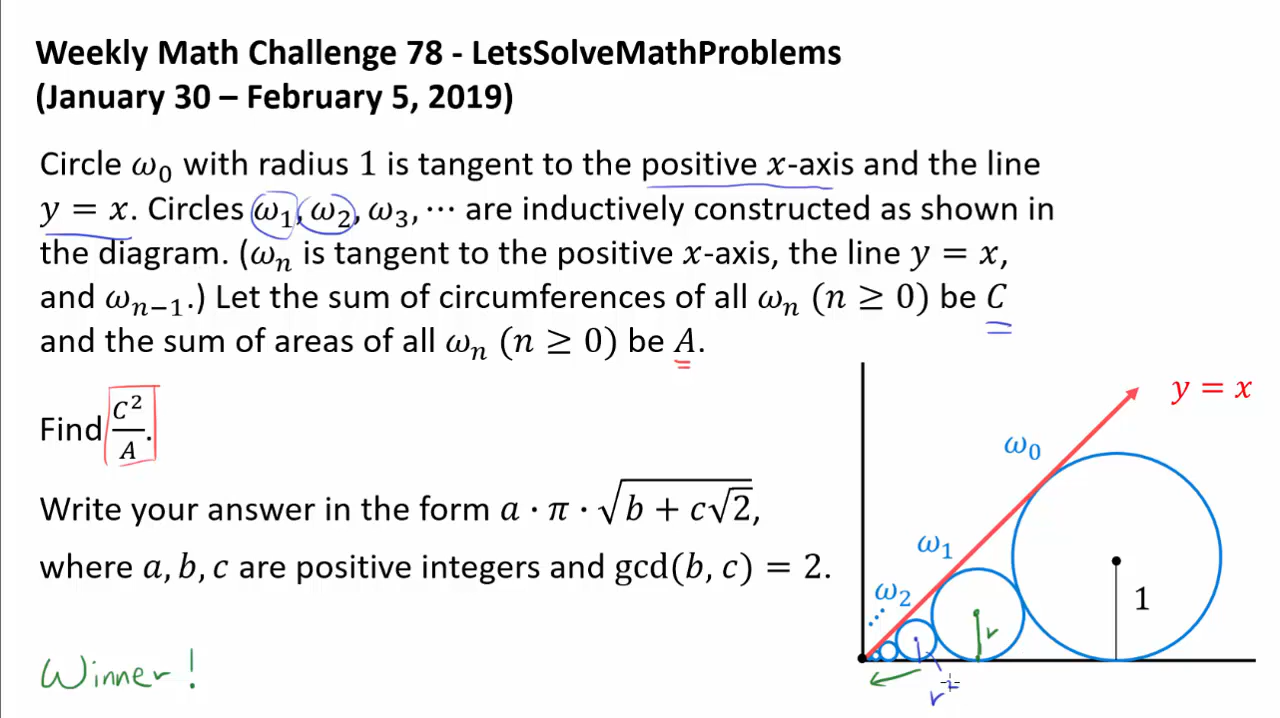 Weekly Math Challenge 78 - LetsSolveMathProblems
(January 30 – February 5, 2019)
Circle ω₀ with radius 1 is tangent to the positive x-axis and the line
y = x. Circles ω₁, ω₂, ω₃, ⋯ are inductively constructed as shown in
the diagram. (ωₙ is tangent to the positive x-axis, the line y = x,
and ωₙ₋₁.) Let the sum of circumferences of all ωₙ (n ≥ 0) be C
and the sum of areas of all ωₙ (n ≥ 0) be A.
Find C²/A.
Write your answer in the form a · π · √(b + c√2),
where a, b, c are positive integers and gcd(b, c) = 2.
Winner!
y = x
ω₀
ω₁
ω₂
⋯
1
r
r²